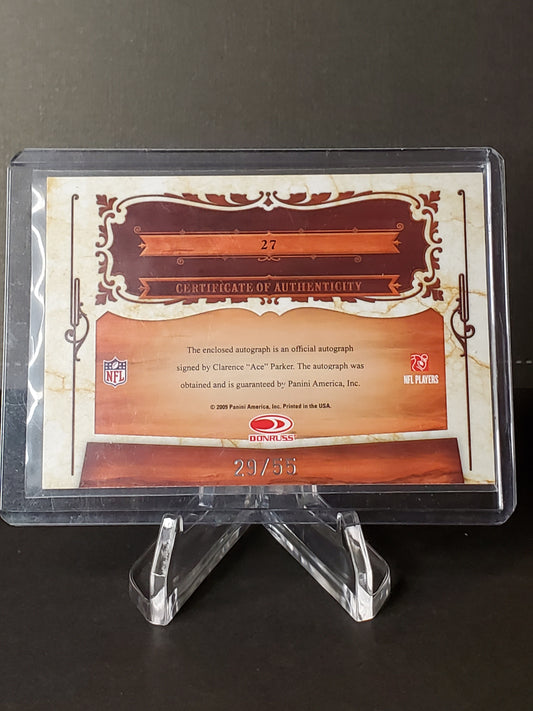 27
CERTIFICATE OF AUTHENTICITY
The enclosed autograph is an official autograph
signed by Clarence "Ace" Parker. The autograph was
obtained and is guaranteed by Panini America, Inc.
© 2009 Panini America, Inc. Printed in the USA.
NFL
NFL PLAYERS
DONRUSS
29/55